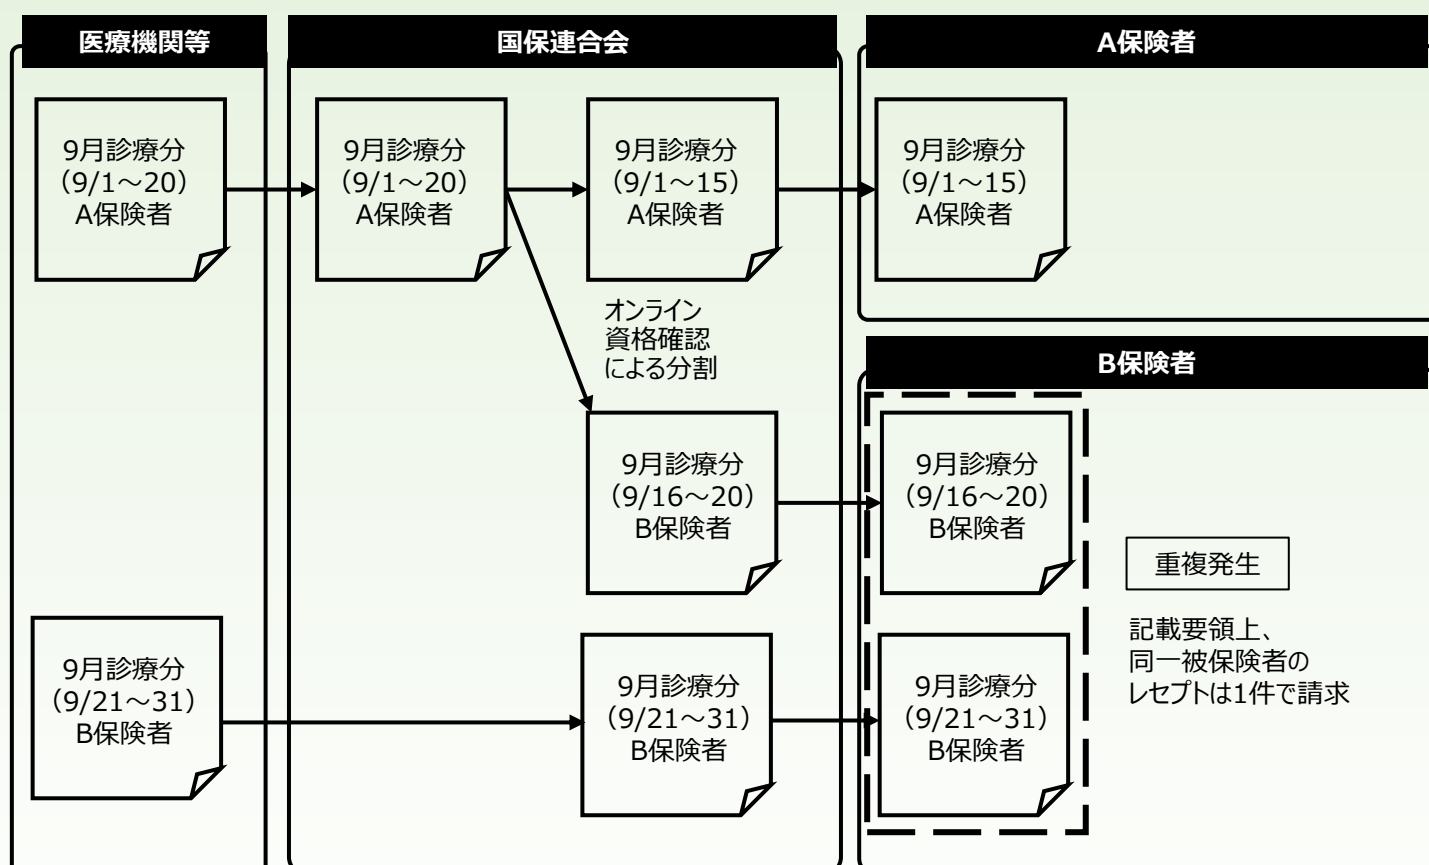 医療機関等
国保連合会
A保険者
9月診療分
（9/1～20）
A保険者
9月診療分
（9/1～20）
A保険者
9月診療分
（9/1～15）
A保険者
9月診療分
（9/1～15）
A保険者
オンライン
資格確認
による分割
B保険者
9月診療分
（9/16～20）
B保険者
9月診療分
（9/16～20）
B保険者
重複発生
記載要領上、
同一被保険者の
レセプトは1件で請求
9月診療分
（9/21～31）
B保険者
9月診療分
（9/21～31）
B保険者
9月診療分
（9/21～31）
B保険者